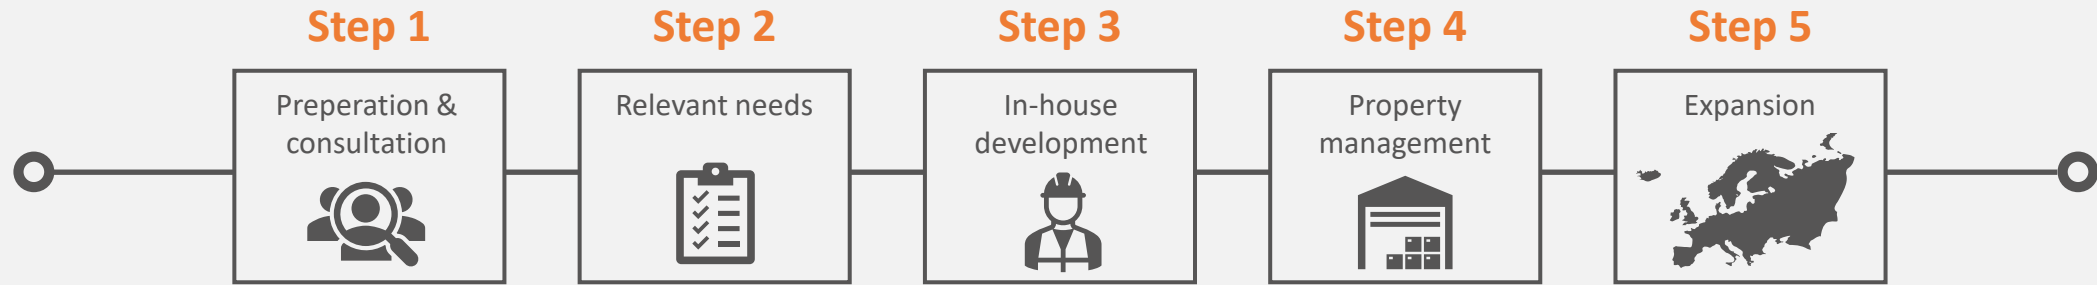 Step 1
Preperation &
consultation
Step 2
Relevant needs
Step 3
In-house
development
Step 4
Property
management
Step 5
Expansion